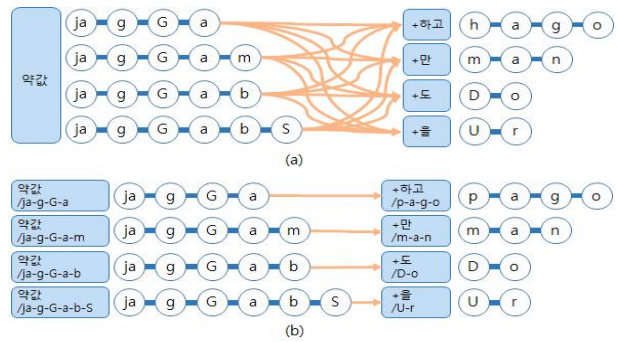 약값
ja g G a +하고 h a g o
ja g G a m +만 m a n
ja g G a b +도 D o
ja g G a b S +을 U r
(a)
약값
/ja-g-G-a ja g G a +하고
/p-a-g-o p a g o
약값
/ja-g-G-a-m ja g G a m +만
/m-a-n m a n
약값
/ja-g-G-a-b ja g G a b +도
/D-o D o
약값
/ja-g-G-a-b-S ja g G a b S +을
/U-r U r
(b)